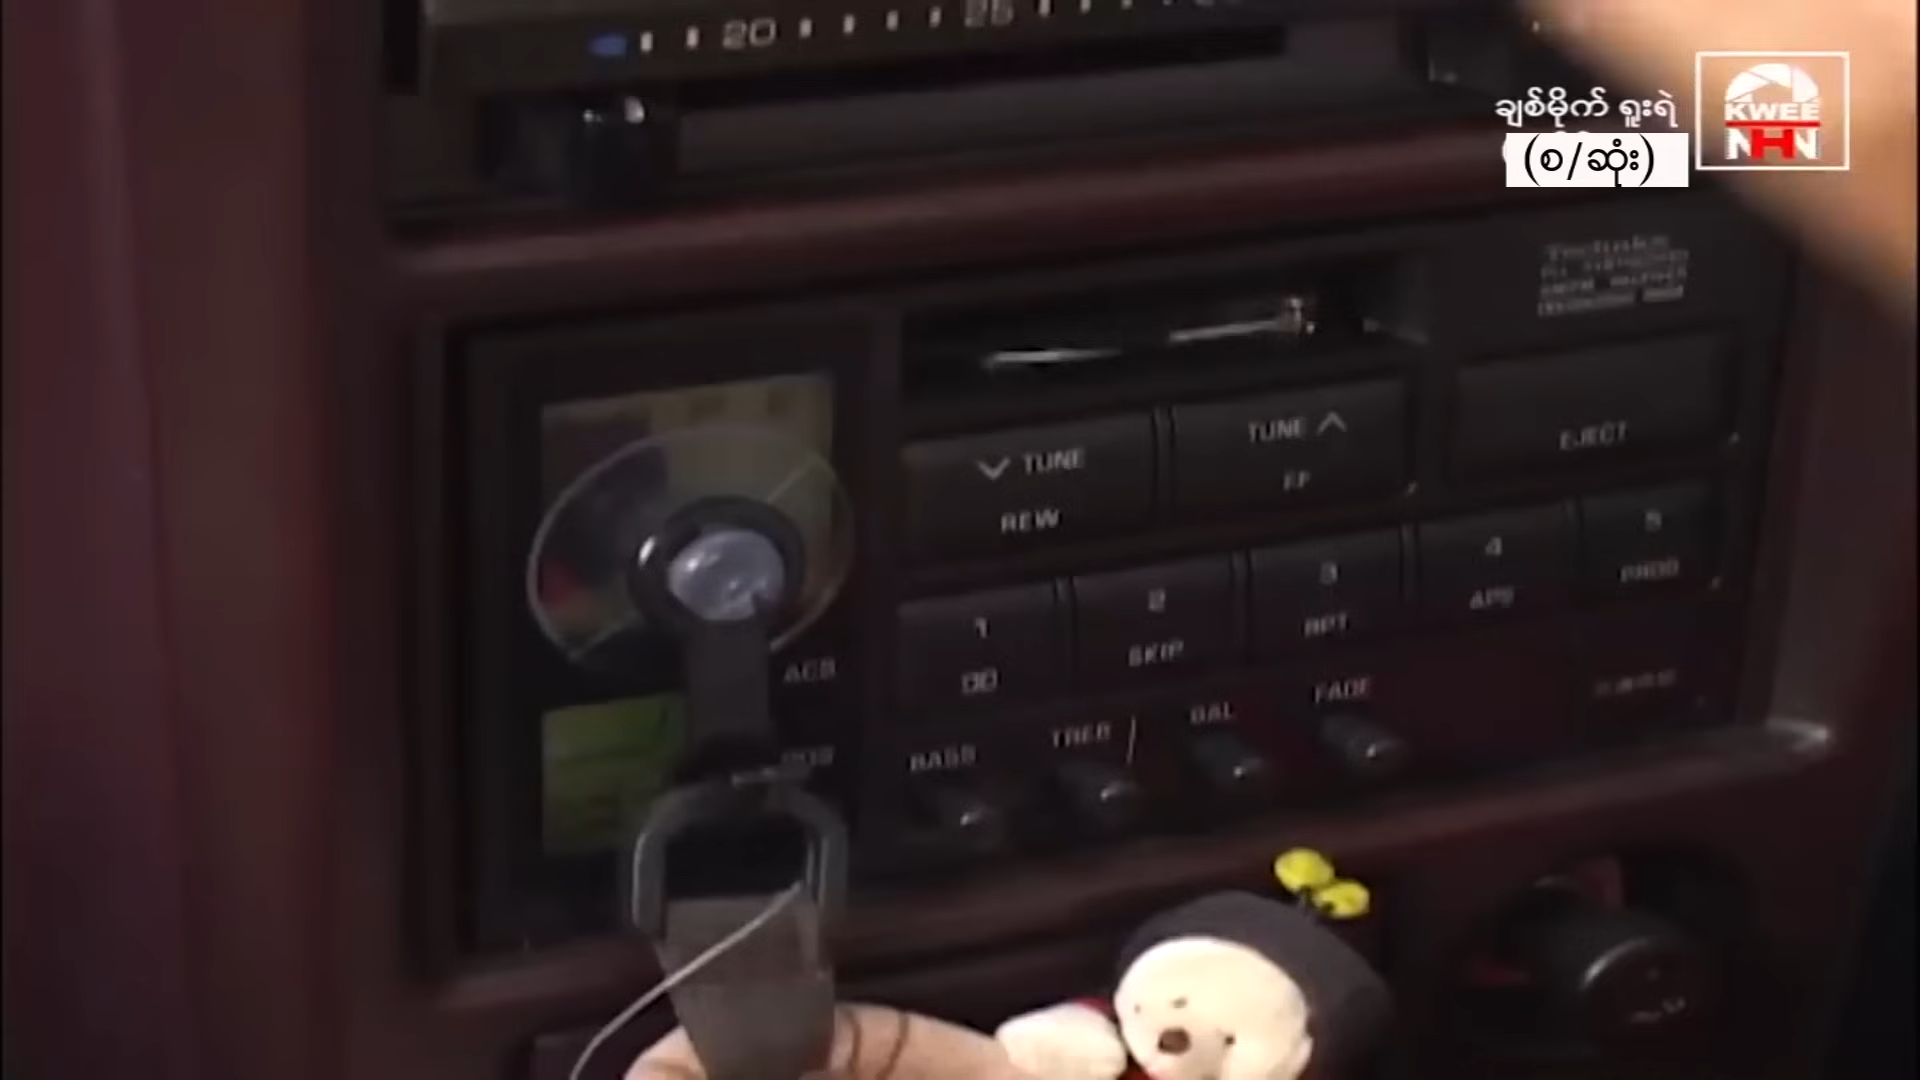 20 25
ချစ်မိုက် ရူးရဲ
(စ/ဆုံး)
KWEE
NHN
TUNE TUNE
REW FF
EJECT
1 2 3 4 5
SKIP RPT APS
ACS
BASS TREB BAL FADE